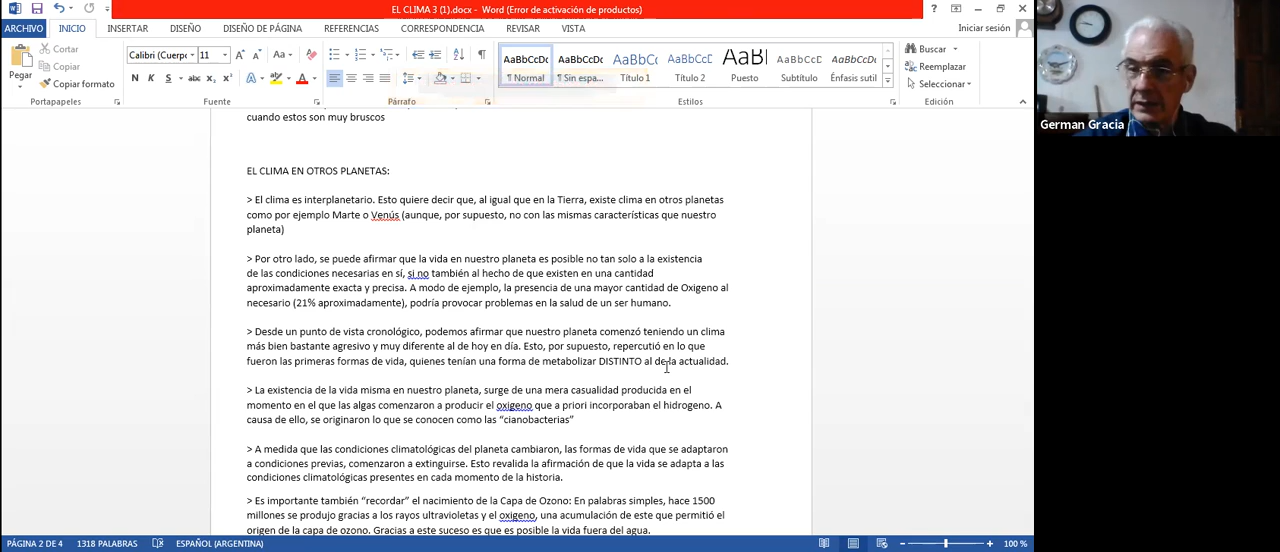 EL CLIMA 3 (1).docx - Word (Error de activación de productos)
ARCHIVO INICIO INSERTAR DISEÑO DISEÑO DE PÁGINA REFERENCIAS CORRESPONDENCIA REVISAR VISTA Iniciar sesión
Pegar
Cortar
Copiar
Copiar formato
Portapapeles
Calibri (Cuerpo 11
N K S abc x₂ x² A
Fuente
Párrafo
AaBbCcDc AaBbCcDc AaBbCc AaBbCcD AaBl AaBbCcD AaBbCcDc
¶ Normal ¶ Sin espa... Título 1 Título 2 Puesto Subtítulo Énfasis sutil
Estilos
Buscar
Reemplazar
Seleccionar
Edición
German Gracia
cuando estos son muy bruscos
EL CLIMA EN OTROS PLANETAS:
> El clima es interplanetario. Esto quiere decir que, al igual que en la Tierra, existe clima en otros planetas
como por ejemplo Marte o Venús (aunque, por supuesto, no con las mismas características que nuestro
planeta)
> Por otro lado, se puede afirmar que la vida en nuestro planeta es posible no tan solo a la existencia
de las condiciones necesarias en sí, si no también al hecho de que existen en una cantidad
aproximadamente exacta y precisa. A modo de ejemplo, la presencia de una mayor cantidad de Oxigeno al
necesario (21% aproximadamente), podría provocar problemas en la salud de un ser humano.
> Desde un punto de vista cronológico, podemos afirmar que nuestro planeta comenzó teniendo un clima
más bien bastante agresivo y muy diferente al de hoy en día. Esto, por supuesto, repercutió en lo que
fueron las primeras formas de vida, quienes tenían una forma de metabolizar DISTINTO al de la actualidad.
> La existencia de la vida misma en nuestro planeta, surge de una mera casualidad producida en el
momento en el que las algas comenzaron a producir el oxigeno que a priori incorporaban el hidrogeno. A
causa de ello, se originaron lo que se conocen como las “cianobacterias”
> A medida que las condiciones climatológicas del planeta cambiaron, las formas de vida que se adaptaron
a condiciones previas, comenzaron a extinguirse. Esto revalida la afirmación de que la vida se adapta a las
condiciones climatológicas presentes en cada momento de la historia.
> Es importante también “recordar” el nacimiento de la Capa de Ozono: En palabras simples, hace 1500
millones se produjo gracias a los rayos ultravioletas y el oxigeno, una acumulación de este que permitió el
origen de la capa de ozono. Gracias a este suceso es que es posible la vida fuera del agua.
PÁGINA 2 DE 4 1318 PALABRAS ESPAÑOL (ARGENTINA) 100 %